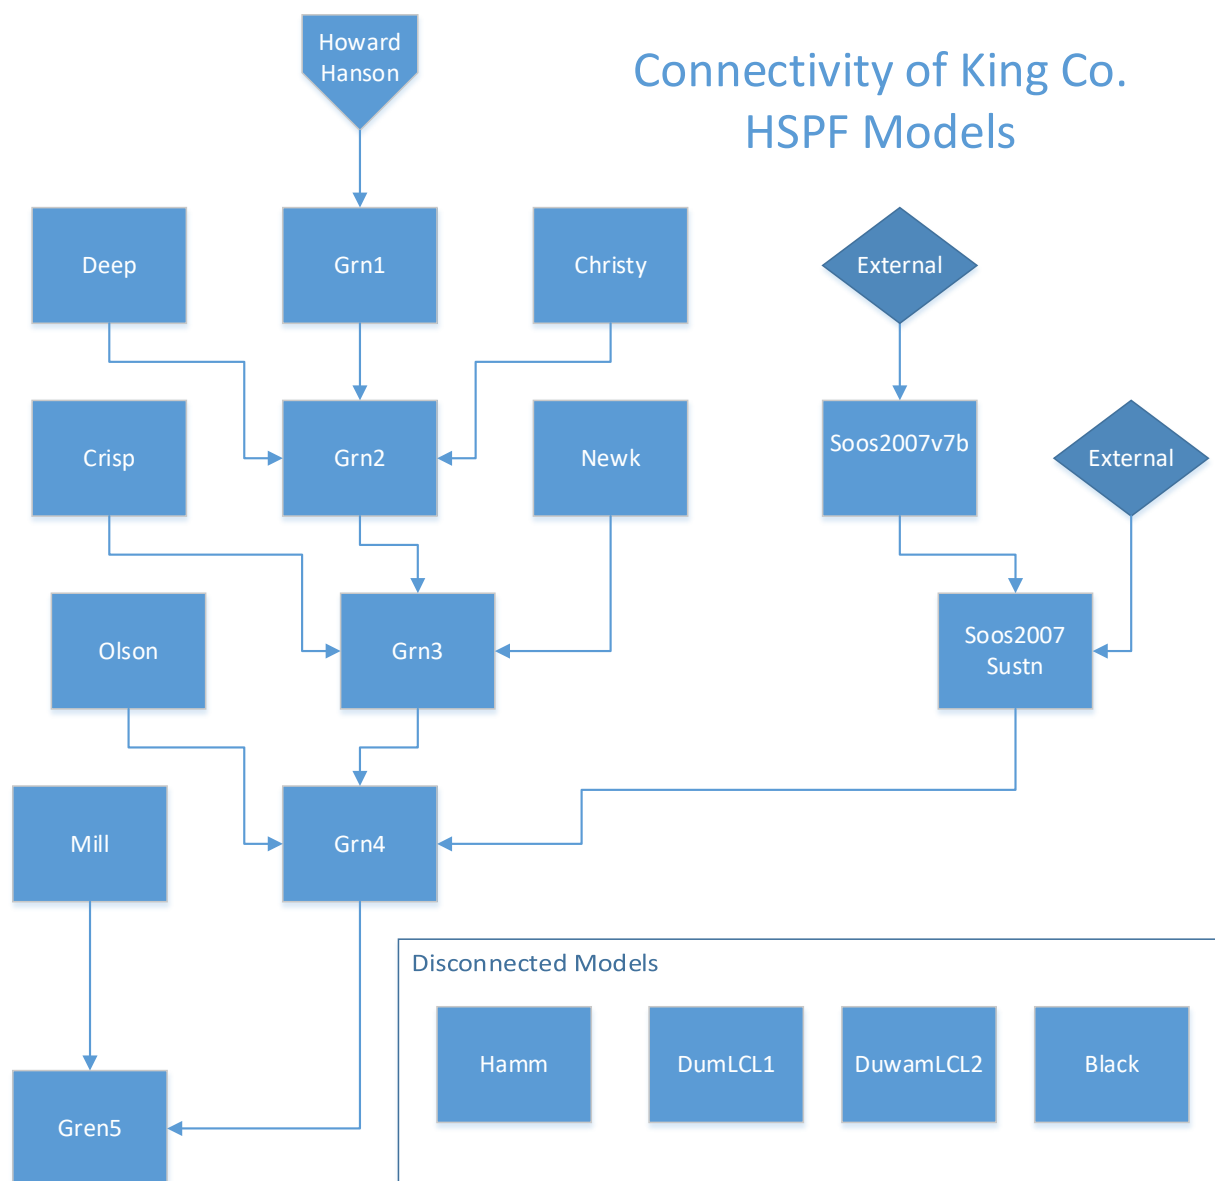 Howard
Hanson
Connectivity of King Co.
HSPF Models
Deep
Grn1
Christy
External
Crisp
Grn2
Newk
Soos2007v7b
External
Olson
Grn3
Soos2007
Sustn
Mill
Grn4
Disconnected Models
Hamm
DumLCL1
DuwamLCL2
Black
Gren5